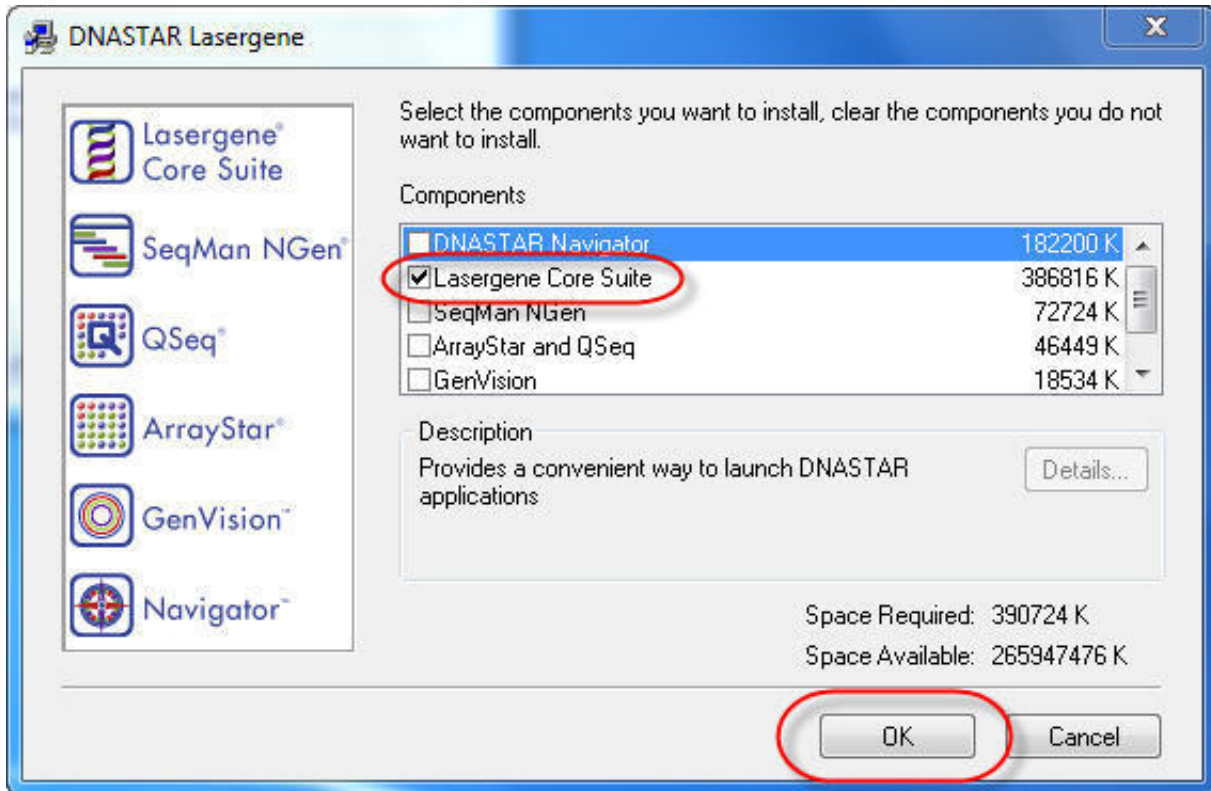 DNASTAR Lasergene
X
Lasergene®
Core Suite
SeqMan NGen®
QSeq®
ArrayStar®
GenVision™
Navigator™
Select the components you want to install, clear the components you do not
want to install.
Components
DNASTAR Navigator 182200 K
Lasergene Core Suite 386816 K
SeqMan NGen 72724 K
ArrayStar and QSeq 46449 K
GenVision 18534 K
Description
Provides a convenient way to launch DNASTAR
applications
Details...
Space Required: 390724 K
Space Available: 265947476 K
OK
Cancel